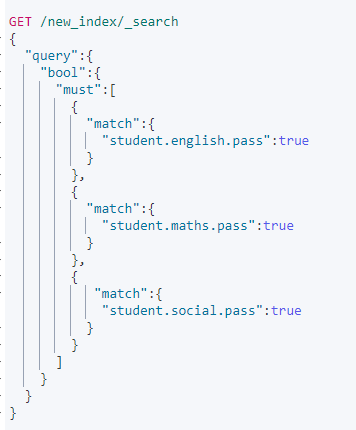 GET /new_index/_search
{
  "query":{
    "bool":{
      "must":[
        {
          "match":{
            "student.english.pass":true
          }
        },
        {
          "match":{
            "student.maths.pass":true
          }
        },
        {
          "match":{
            "student.social.pass":true
          }
        }
      ]
    }
  }
}